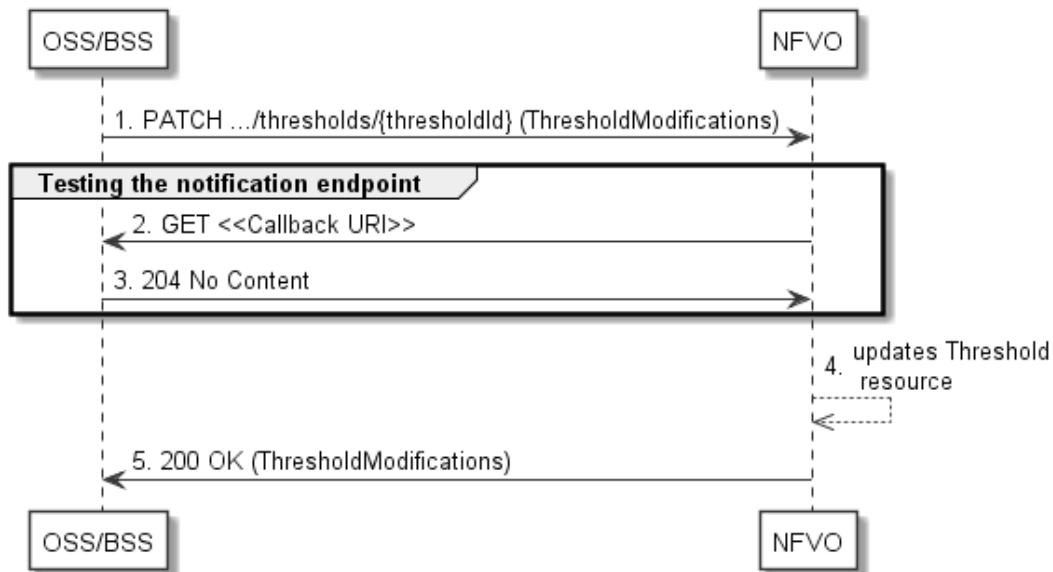 OSS/BSS
NFVO
1. PATCH .../thresholds/{thresholdId} (ThresholdModifications)
Testing the notification endpoint
2. GET <<Callback URI>>
3. 204 No Content
4. updates Threshold
resource
5. 200 OK (ThresholdModifications)
OSS/BSS
NFVO